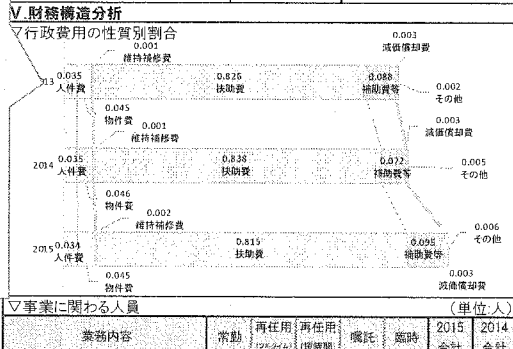 Ⅴ.財務構造分析
▽行政費用の性質別割合
0.001
維持補修費
0.003
減価償却費
13
0.035
人件費
0.826
扶助費
0.088
補助費等
0.002
その他
0.045
物件費
0.001
維持補修費
0.003
減価償却費
2014
0.035
人件費
0.838
扶助費
0.072
補助費等
0.005
その他
0.046
物件費
0.002
維持補修費
0.006
その他
2015
0.034
人件費
0.815
扶助費
0.095
補助費等
0.045
物件費
0.003
減価償却費
▽事業に関わる人員 (単位:人)
業務内容 常勤 再任用 再任用 嘱託 臨時 2015 2014
合計 合計